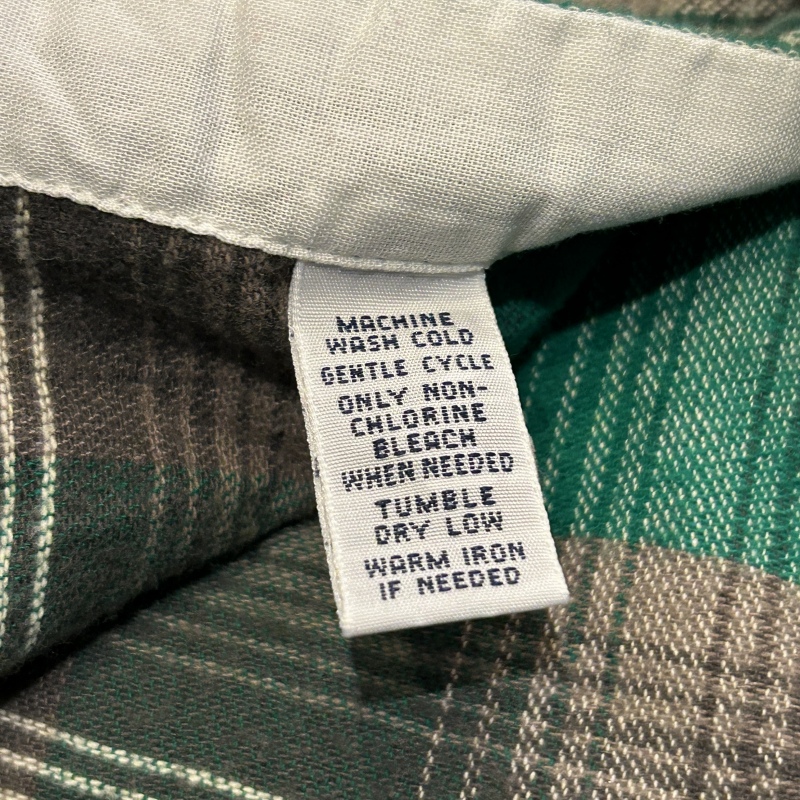 MACHINE
WASH COLD
GENTLE CYCLE
ONLY NON-
CHLORINE
BLEACH
WHEN NEEDED
TUMBLE
DRY LOW
WARM IRON
IF NEEDED